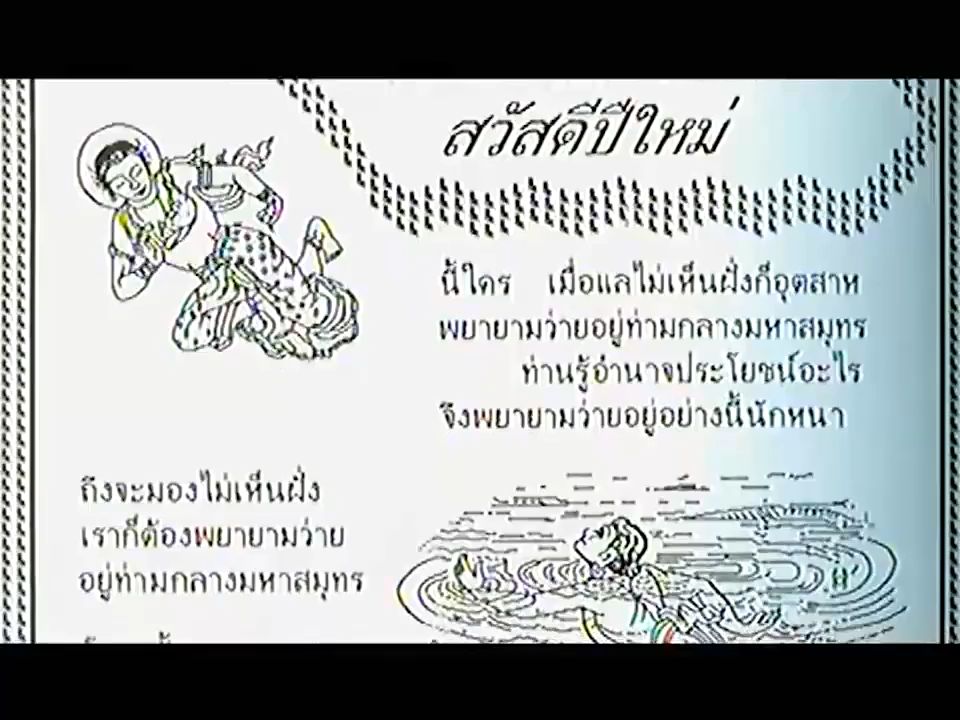 สวัสดีปีใหม่
นี้ใคร เมื่อแลไม่เห็นฝั่งก็อุตสาห
พยายามว่ายอยู่ท่ามกลางมหาสมุทร
ท่านรู้อำนาจประโยชน์อะไร
จึงพยายามว่ายอยู่อย่างนี้นักหนา
ถึงจะมองไม่เห็นฝั่ง
เราก็ต้องพยายามว่าย
อยู่ท่ามกลางมหาสมุทร